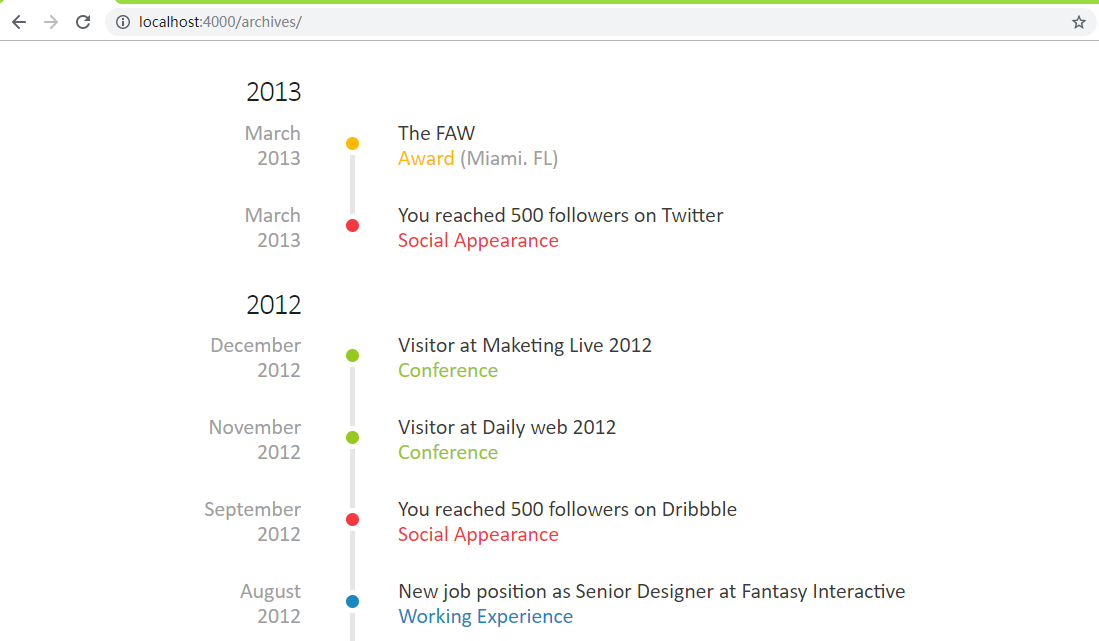 localhost:4000/archives/
2013
March
2013
The FAW
Award (Miami. FL)
March
2013
You reached 500 followers on Twitter
Social Appearance
2012
December
2012
Visitor at Maketing Live 2012
Conference
November
2012
Visitor at Daily web 2012
Conference
September
2012
You reached 500 followers on Dribbble
Social Appearance
August
2012
New job position as Senior Designer at Fantasy Interactive
Working Experience